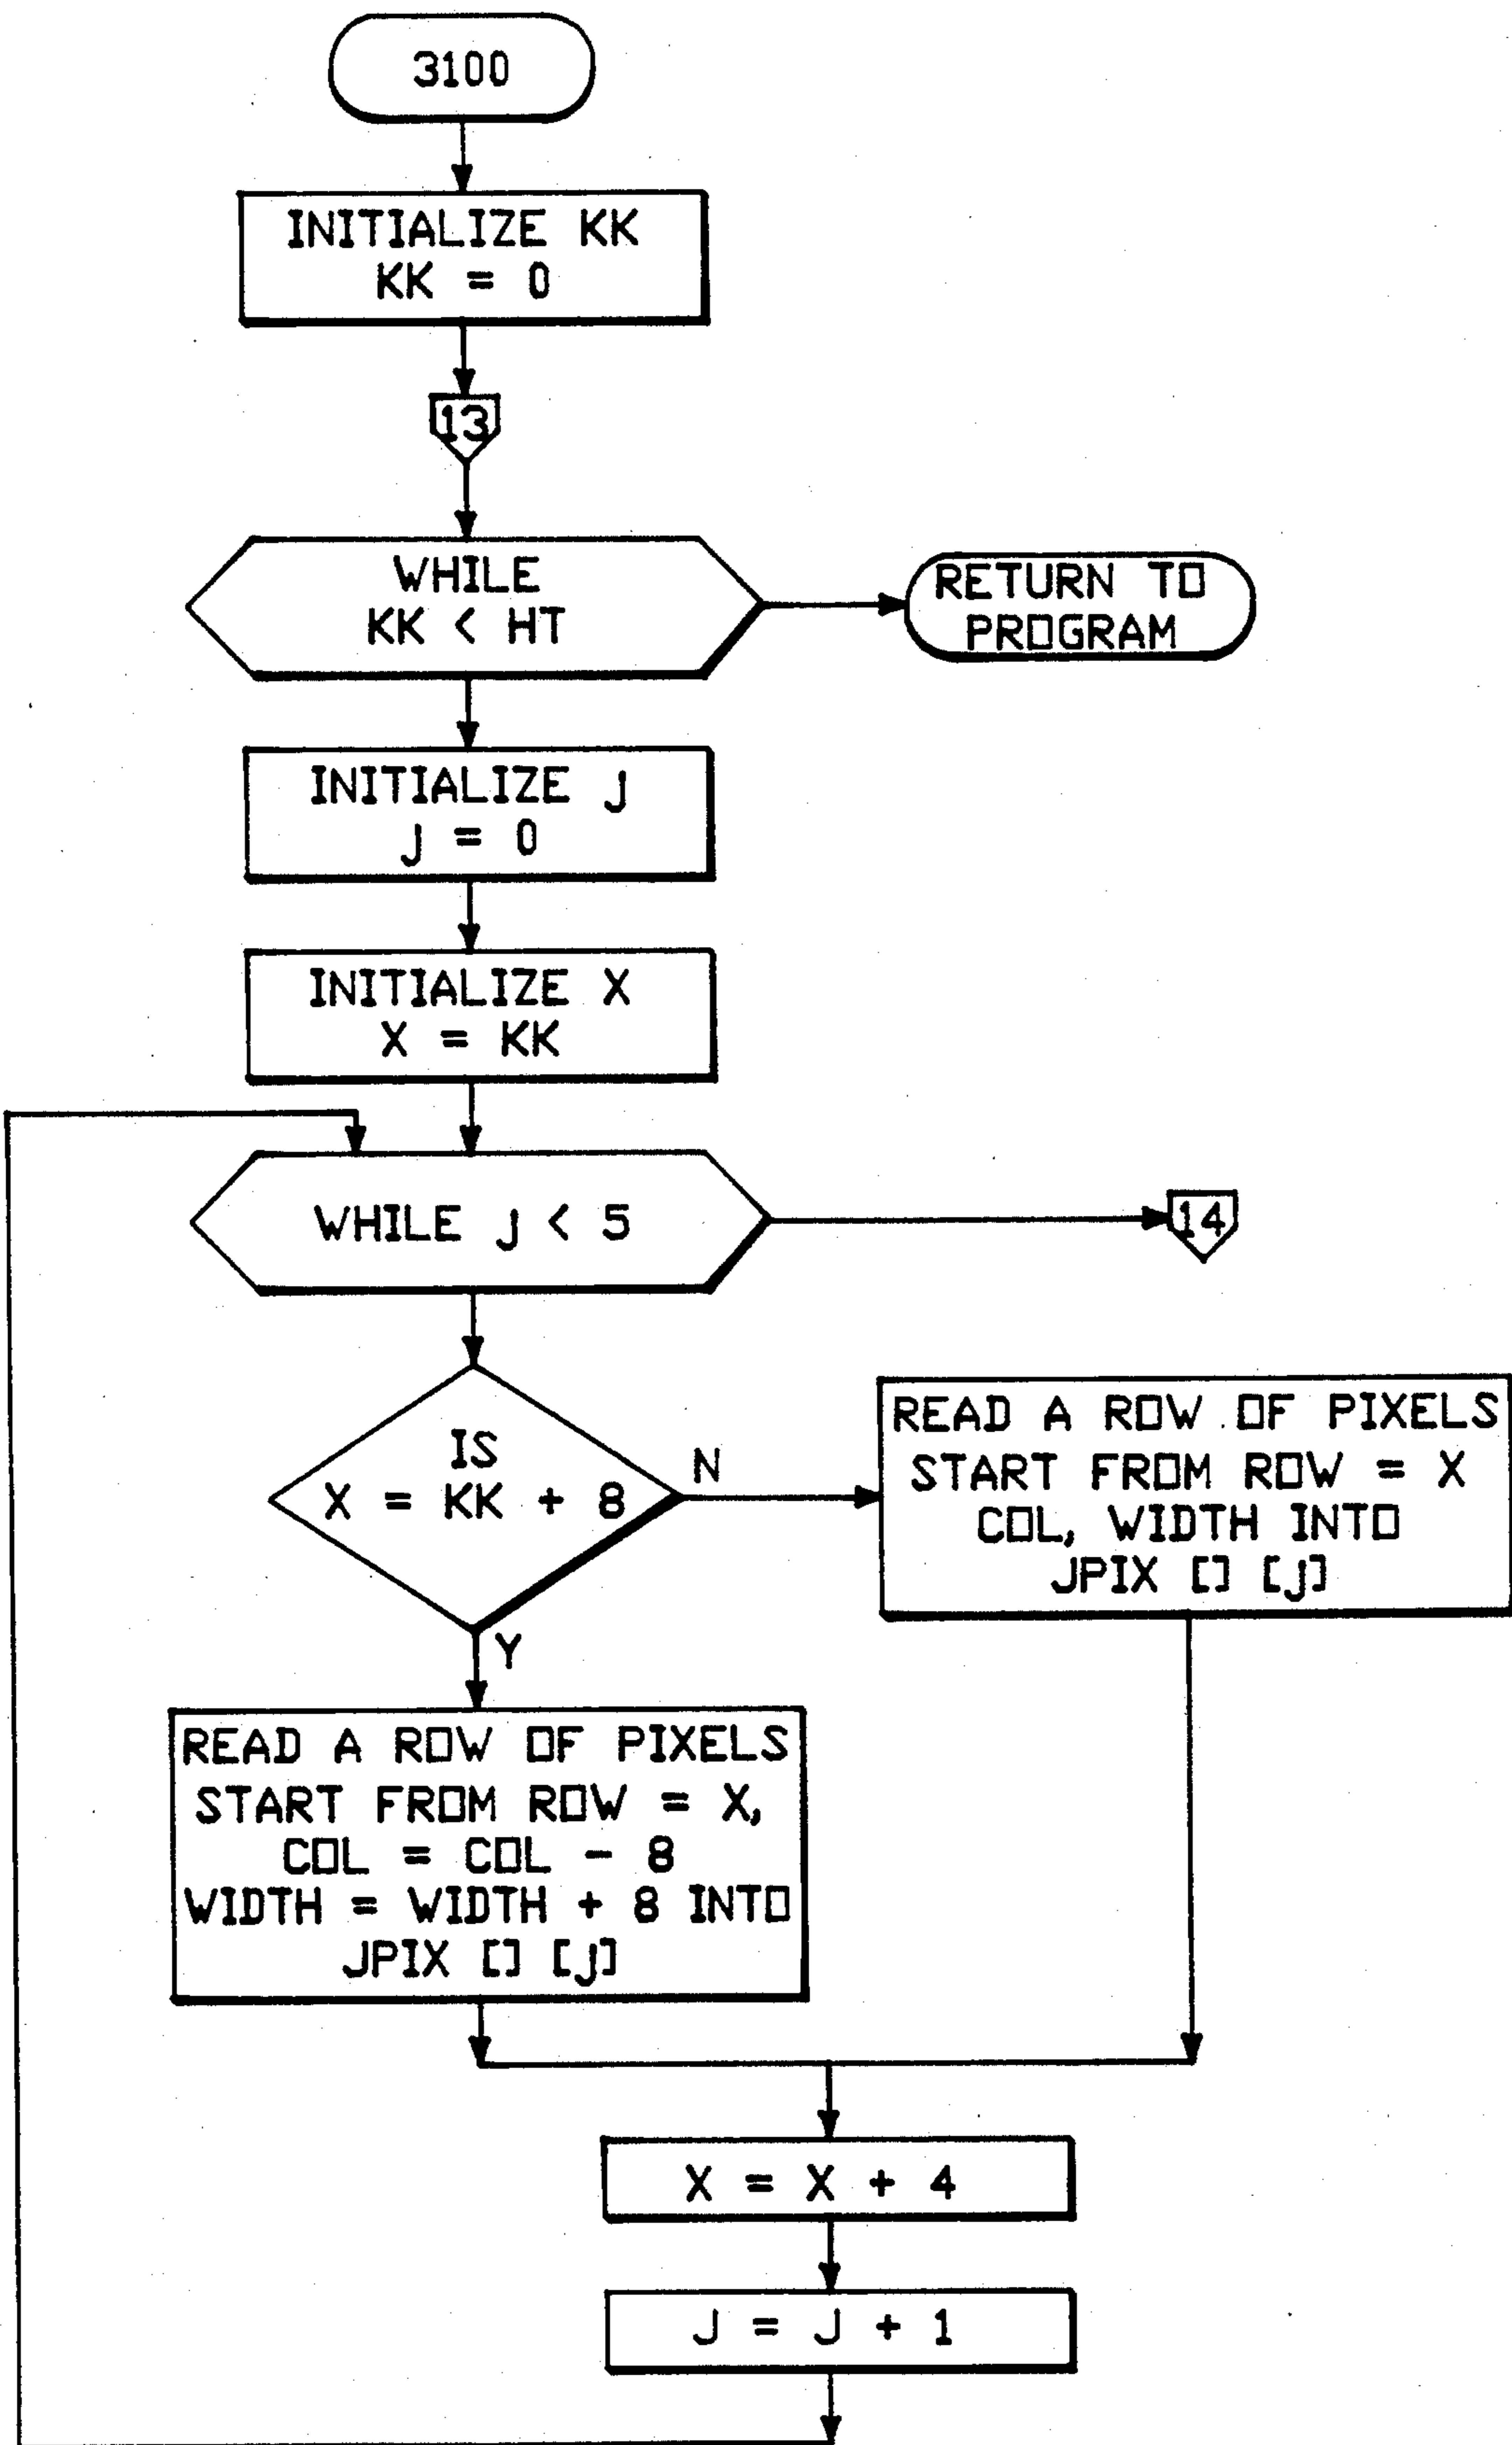 3100
INITIALIZE KK
KK = 0
13
WHILE
KK < HT
RETURN TO
PROGRAM
INITIALIZE J
J = 0
INITIALIZE X
X = KK
WHILE J < 5
14
IS
X = KK + 8
N
READ A ROW OF PIXELS
START FROM ROW = X
COL, WIDTH INTO
JPIX [] [J]
Y
READ A ROW OF PIXELS
START FROM ROW = X,
COL = COL - 8
WIDTH = WIDTH + 8 INTO
JPIX [] [J]
X = X + 4
J = J + 1